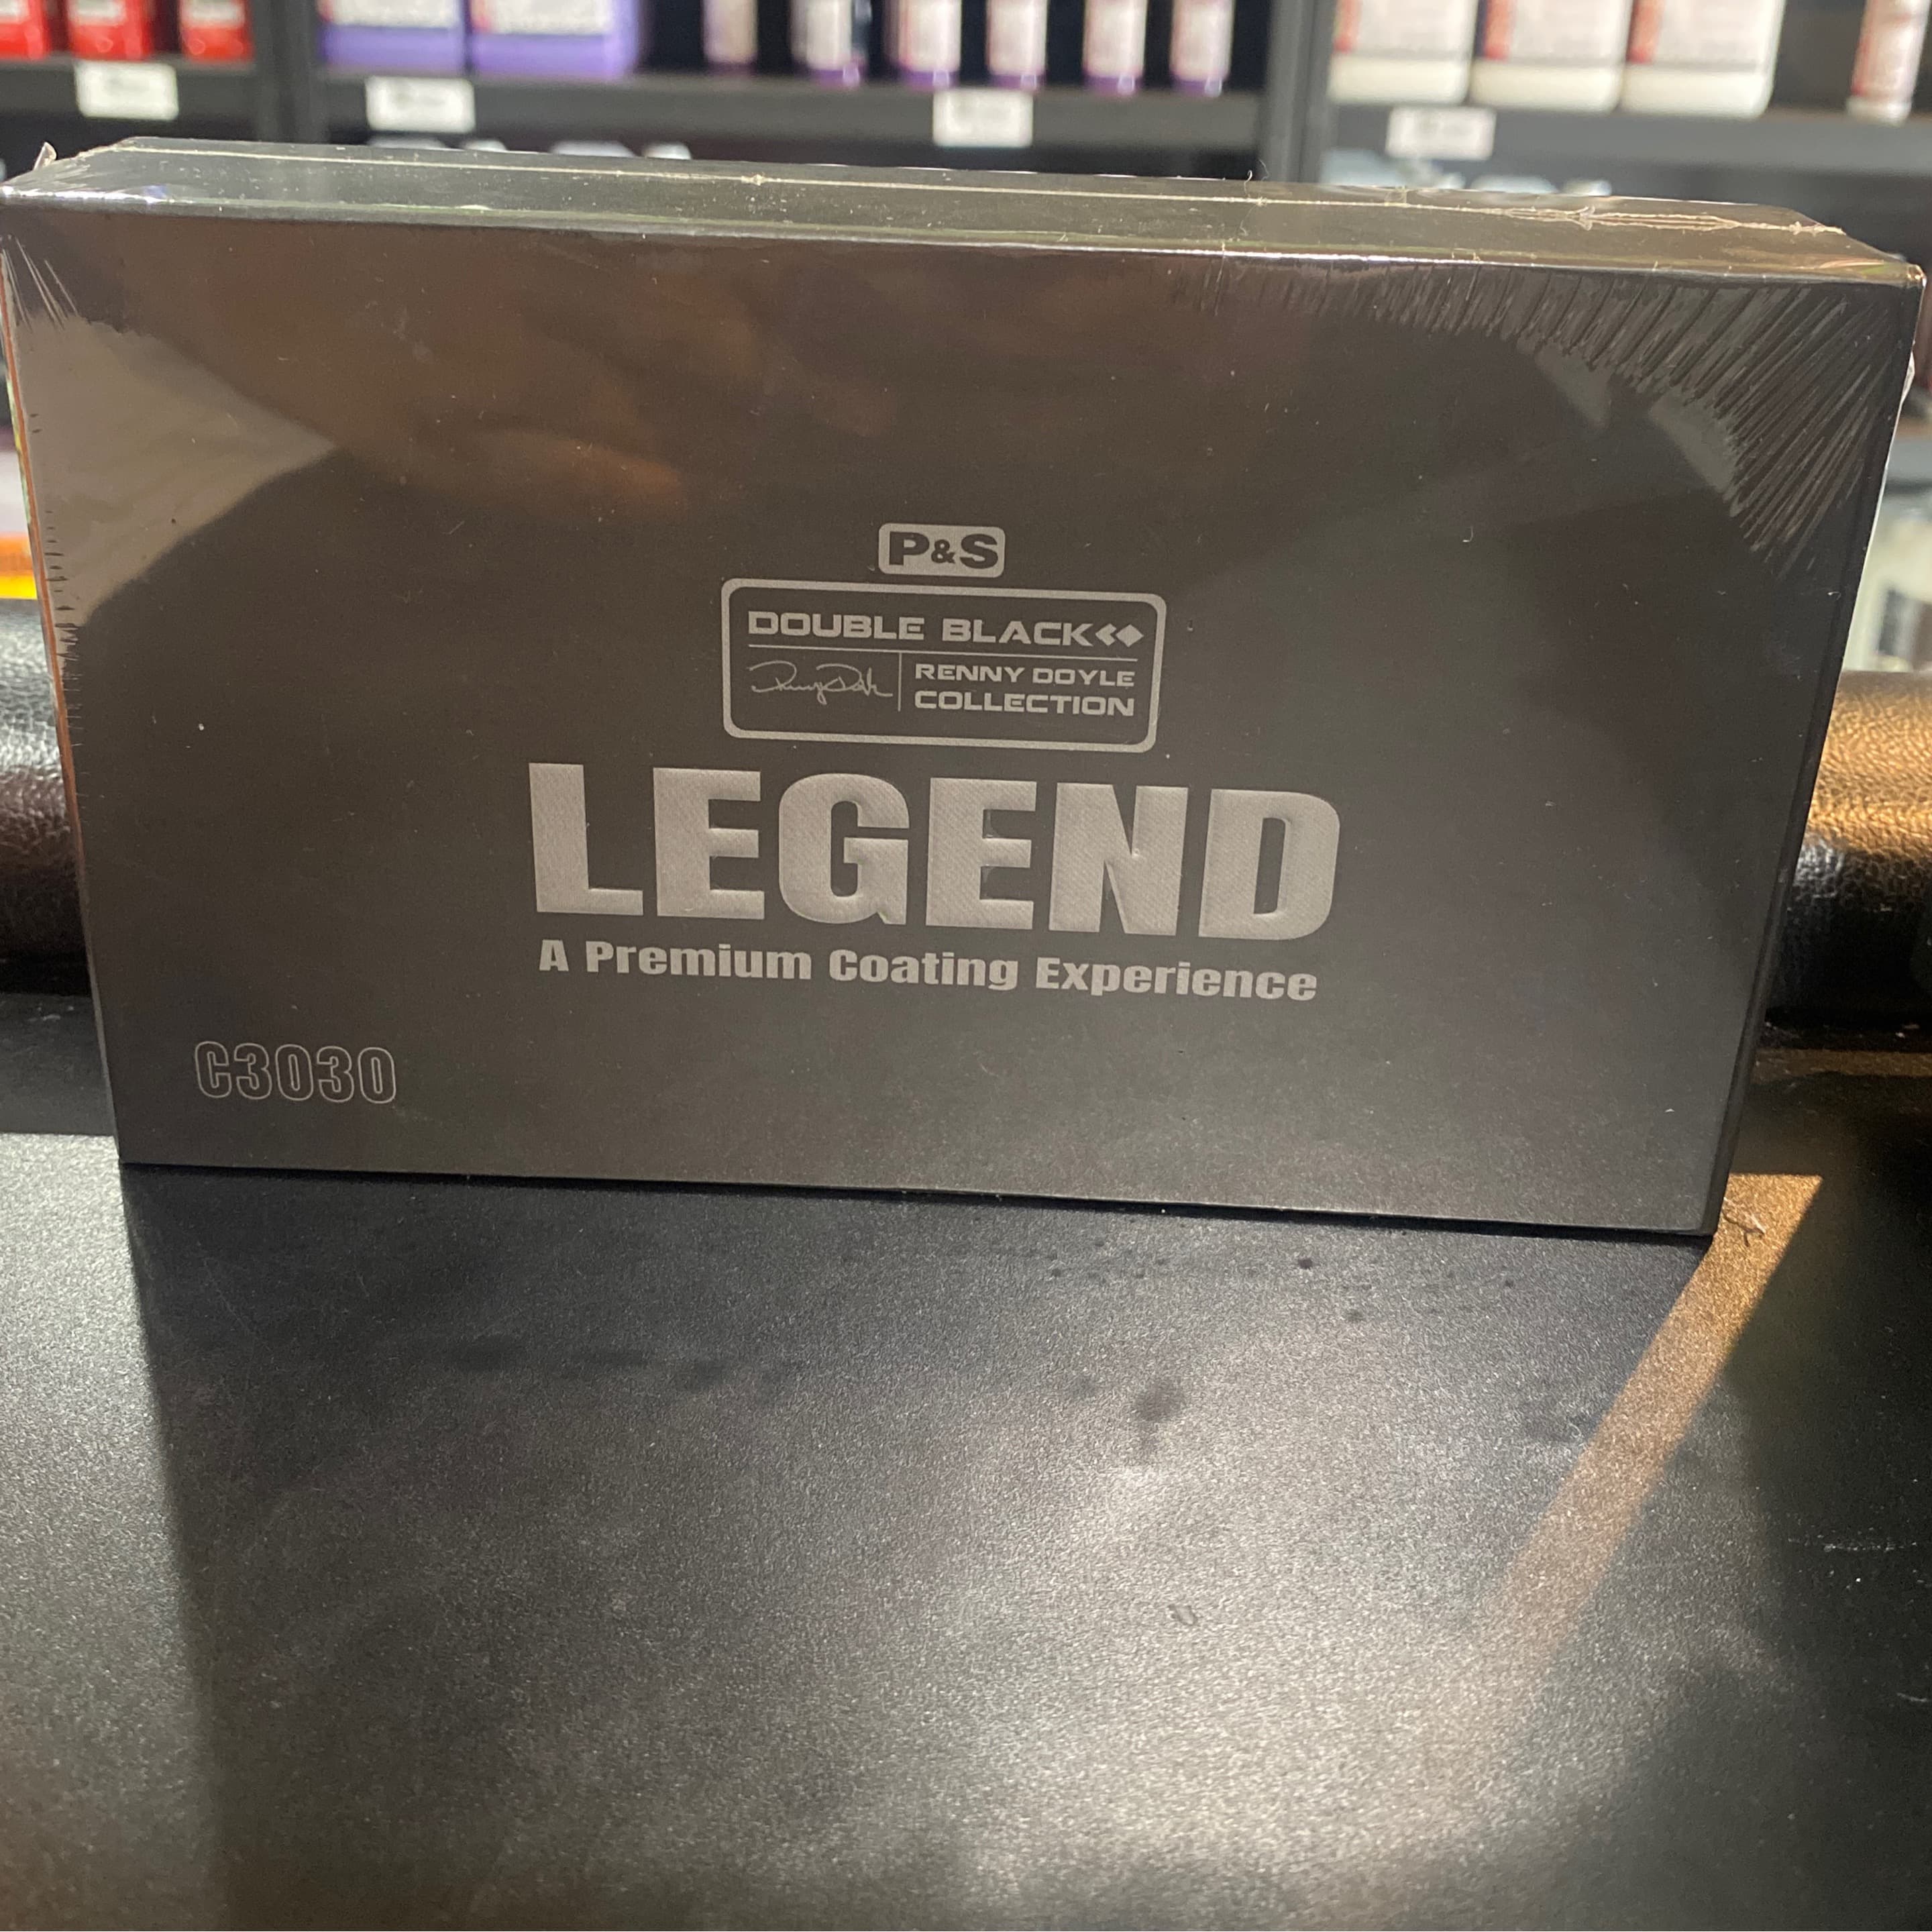 P&S
DOUBLE BLACK
RENNY DOYLE
COLLECTION
LEGEND
A Premium Coating Experience
C3030